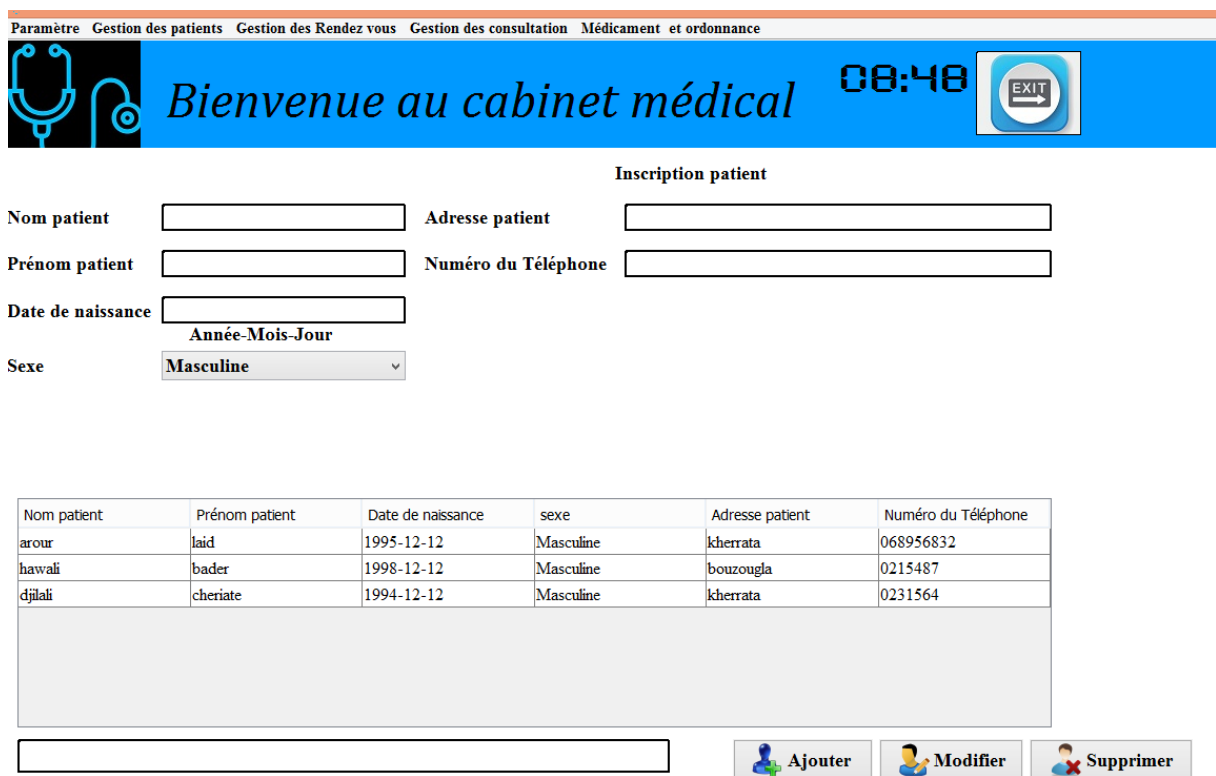 Paramètre Gestion des patients Gestion des Rendez vous Gestion des consultation Médicament et ordonnance
Bienvenue au cabinet médical 08:48 EXIT
Inscription patient
Nom patient Adresse patient
Prénom patient Numéro du Téléphone
Date de naissance
Année-Mois-Jour
Sexe Masculine
Nom patient Prénom patient Date de naissance sexe Adresse patient Numéro du Téléphone
arour laid 1995-12-12 Masculine kherrata 068956832
hawali bader 1998-12-12 Masculine bouzougla 0215487
djilali cheriate 1994-12-12 Masculine kherrata 0231564
Ajouter Modifier Supprimer